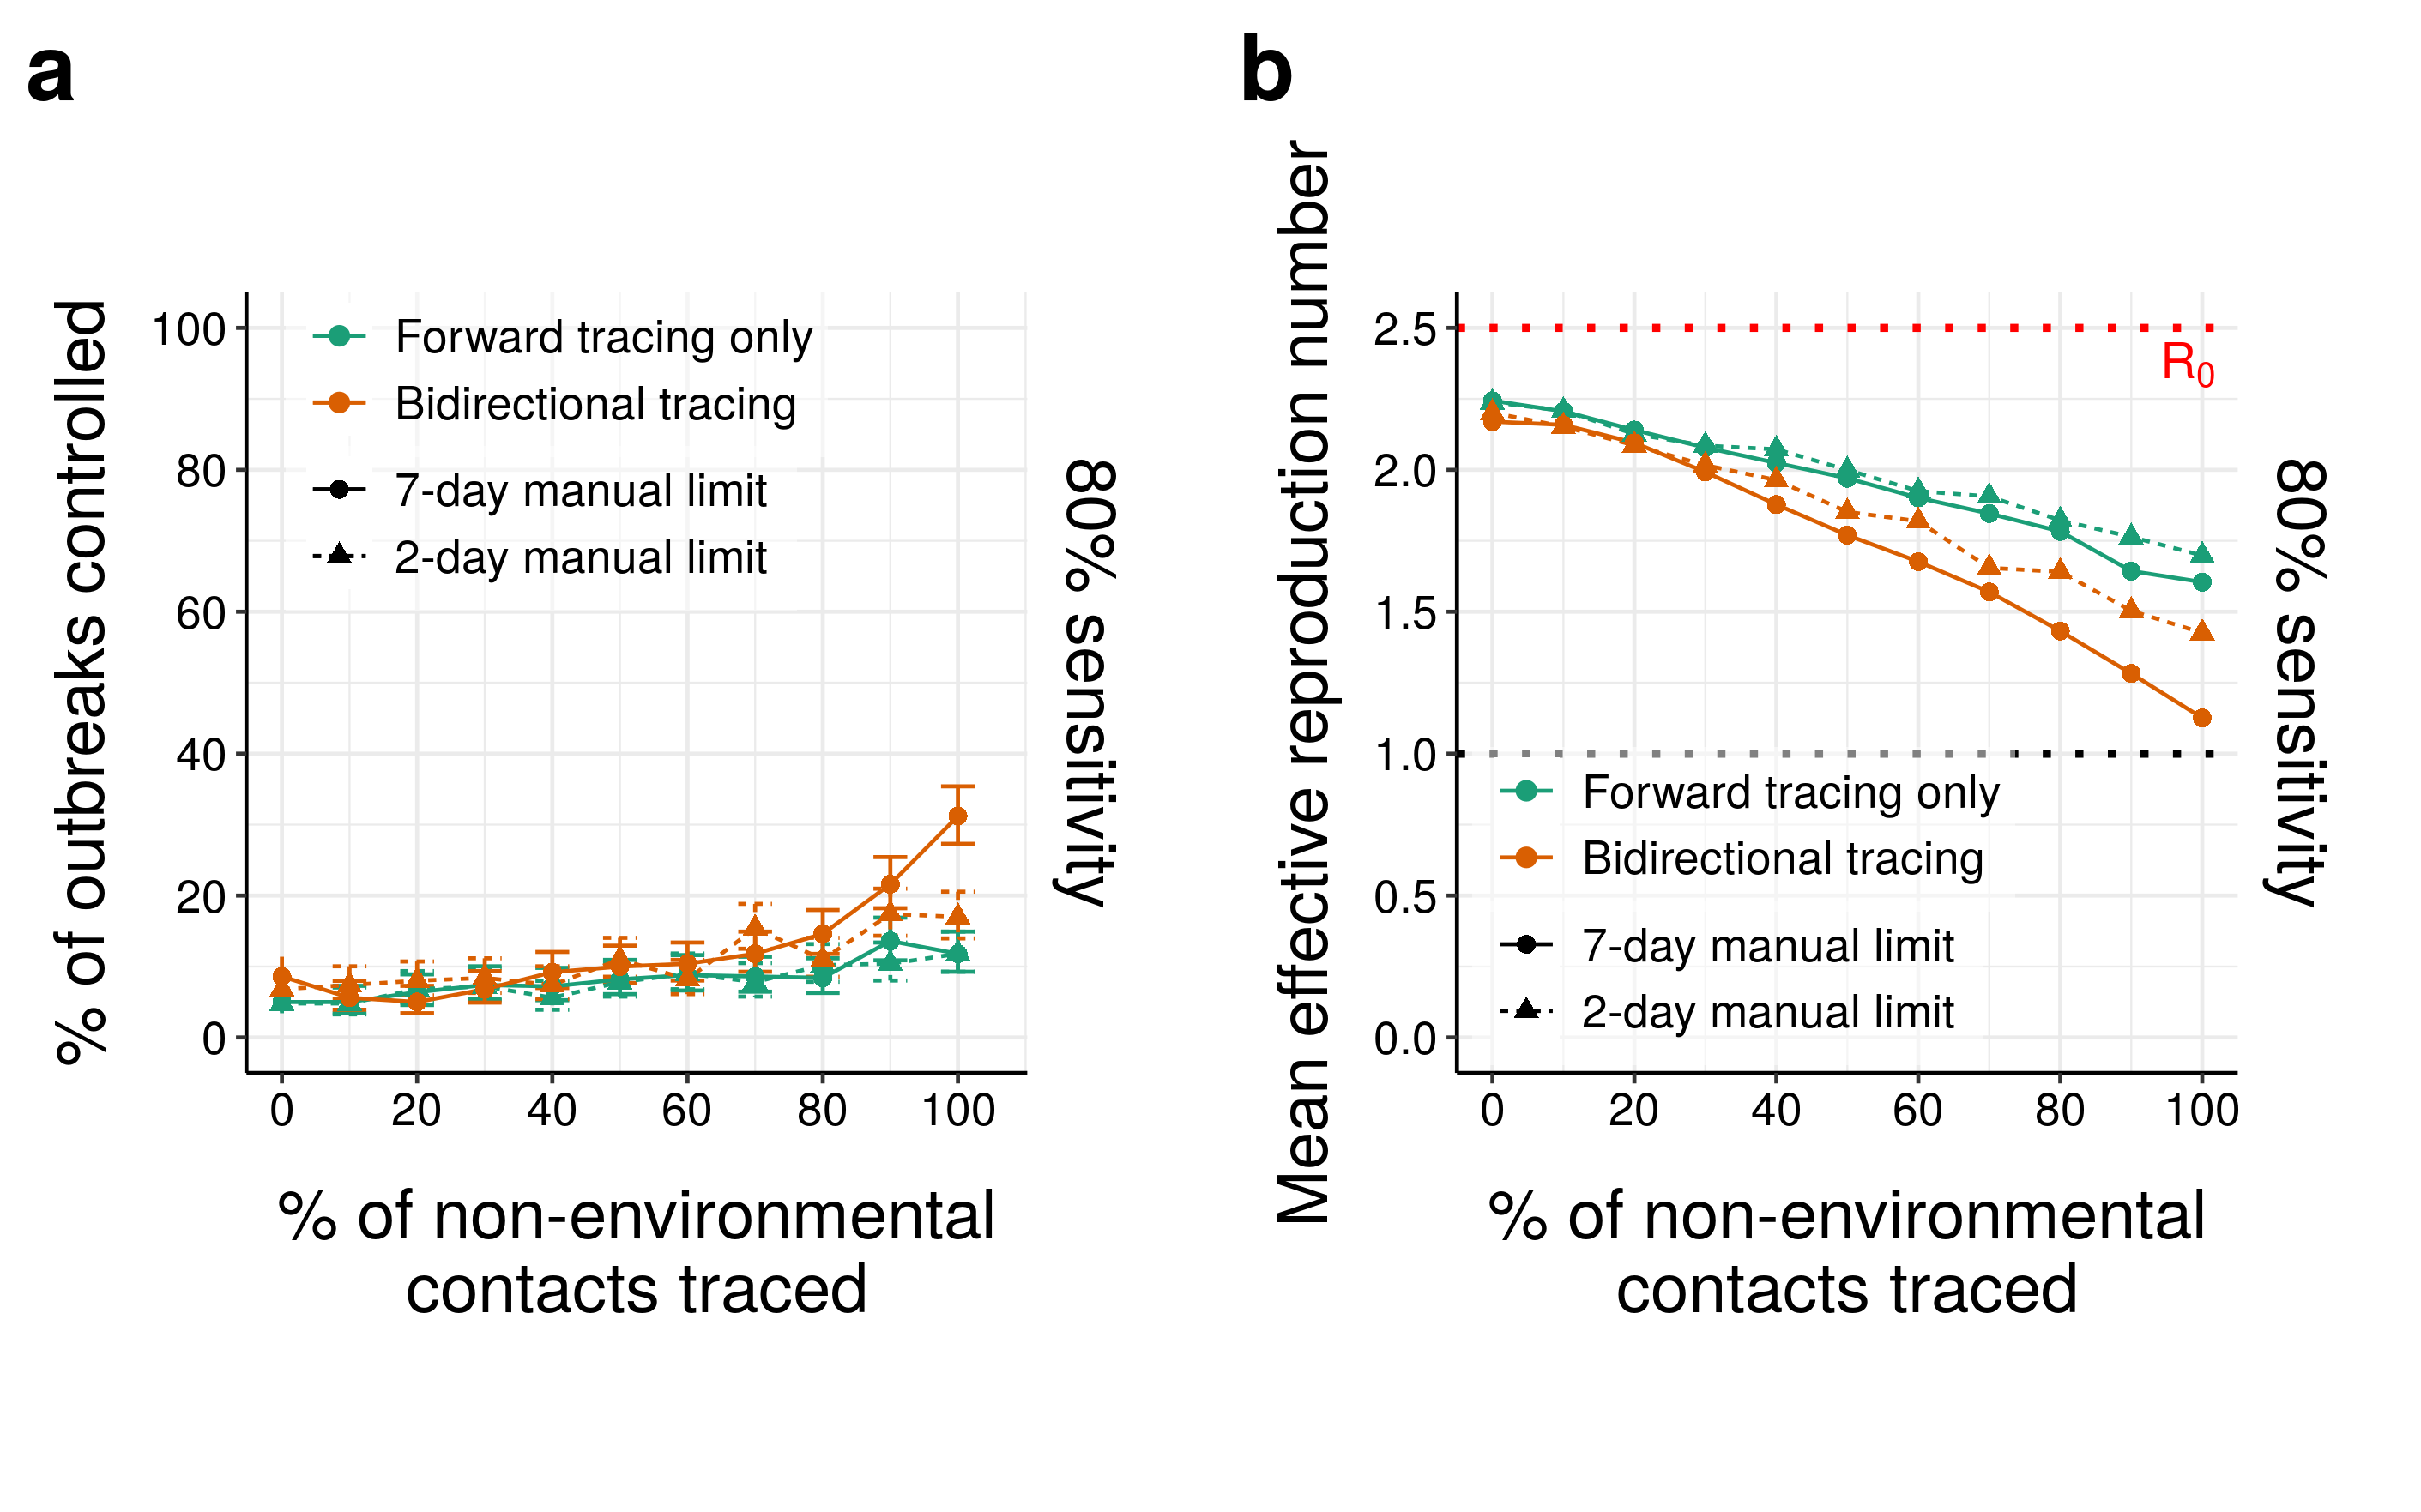 a
% of outbreaks controlled
100
80
60
40
20
0
Forward tracing only
Bidirectional tracing
7-day manual limit
2-day manual limit
80% sensitivity
0 20 40 60 80 100
% of non-environmental
contacts traced
b
Mean effective reproduction number
2.5
2.0
1.5
1.0
0.5
0.0
R₀
Forward tracing only
Bidirectional tracing
7-day manual limit
2-day manual limit
80% sensitivity
0 20 40 60 80 100
% of non-environmental
contacts traced